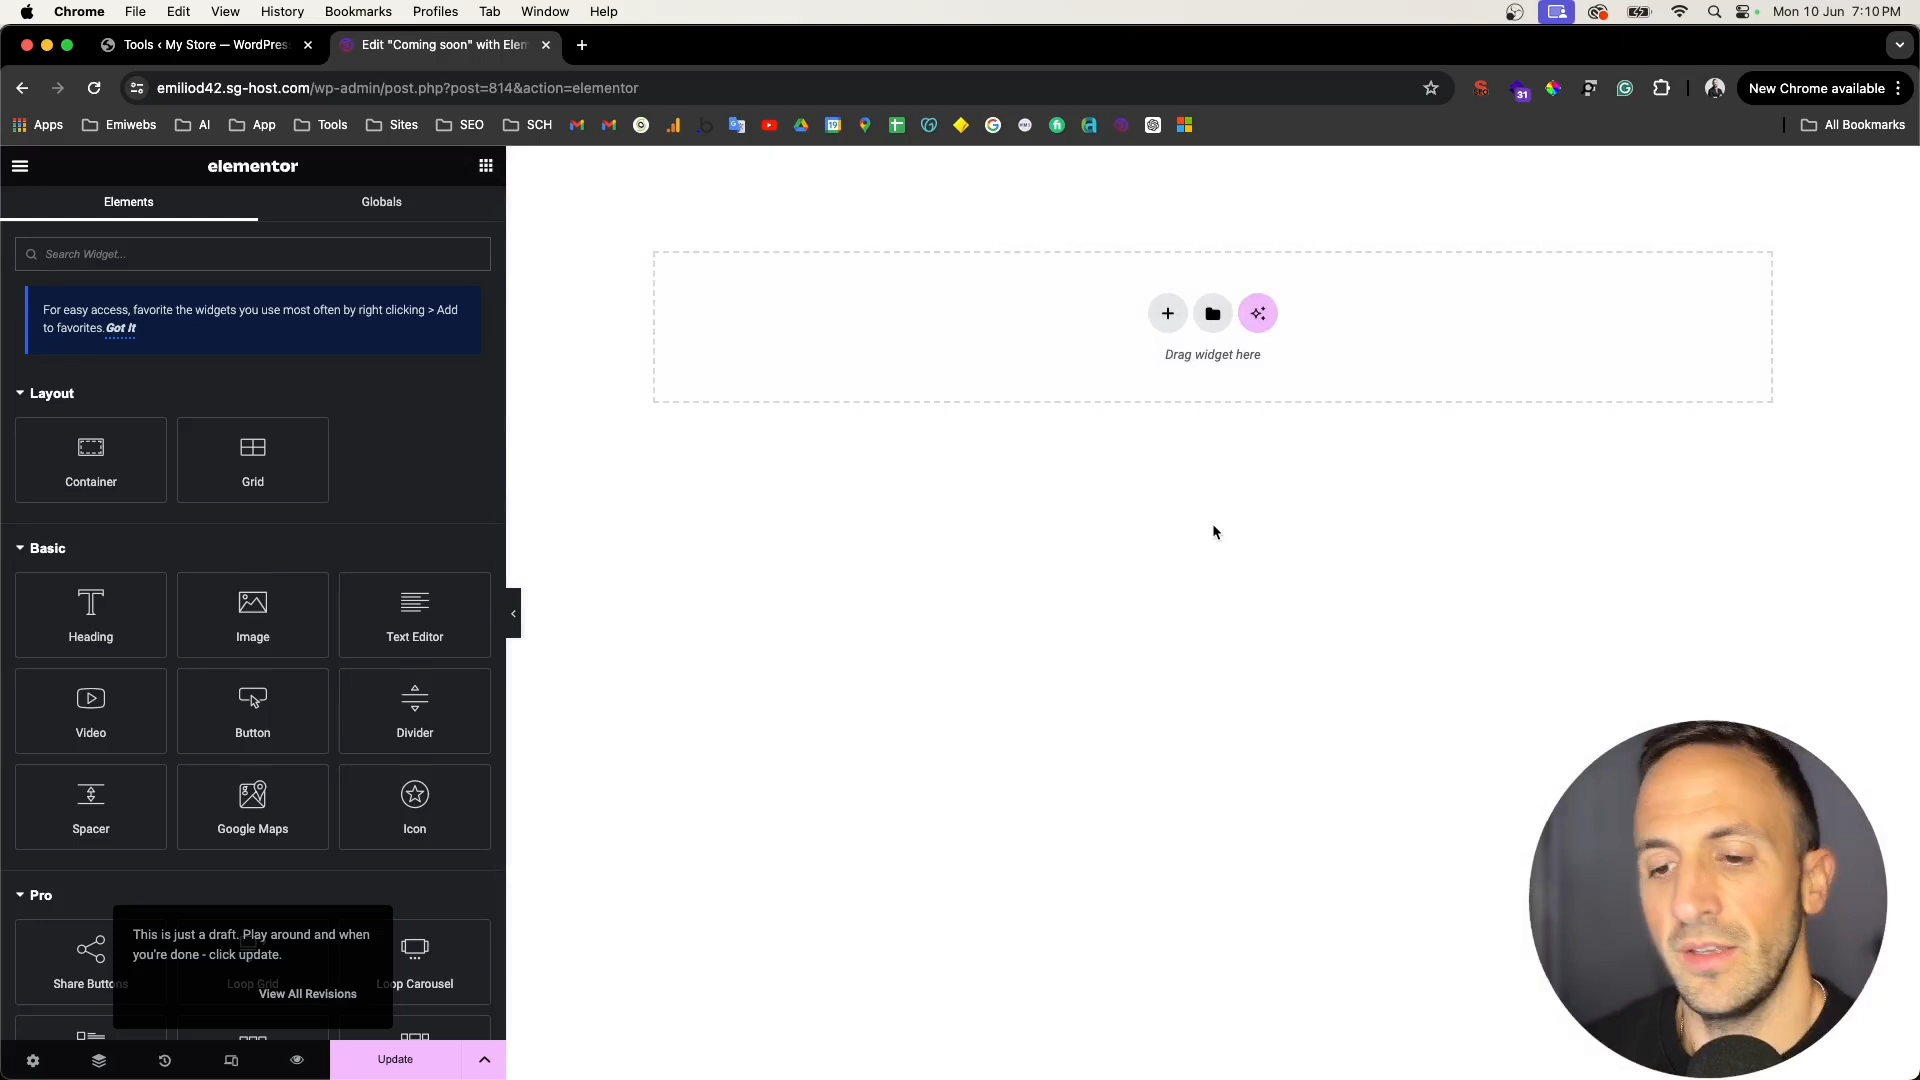 Chrome File Edit View History Bookmarks Profiles Tab Window Help Mon 10 Jun 7:10 PM
Tools ‹ My Store — WordPres Edit "Coming soon" with Elem
emiliod42.sg-host.com/wp-admin/post.php?post=814&action=elementor 31 New Chrome available
Apps Emiwebs AI App Tools Sites SEO SCH All Bookmarks
elementor
Elements Globals
Search Widget...
For easy access, favorite the widgets you use most often by right clicking > Add
to favorites. Got It
Layout
Container Grid
Drag widget here
Basic
Heading Image Text Editor
Video Button Divider
Spacer Google Maps Icon
Pro
This is just a draft. Play around and when
you're done - click update.
Share Buttons Loop Grid Loop Carousel
View All Revisions
Update